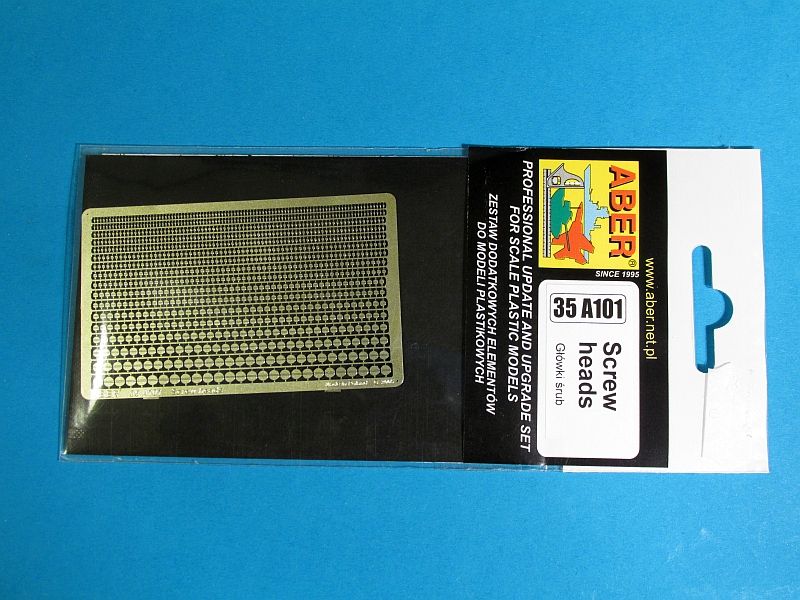 ABER®
SINCE 1995
www.aber.net.pl
PROFESSIONAL UPDATE AND UPGRADE SET
FOR SCALE PLASTIC MODELS
ZESTAW DODATKOWYCH ELEMENTÓW
DO MODELI PLASTIKOWYCH
35 A101
Screw
heads
Główki śrub